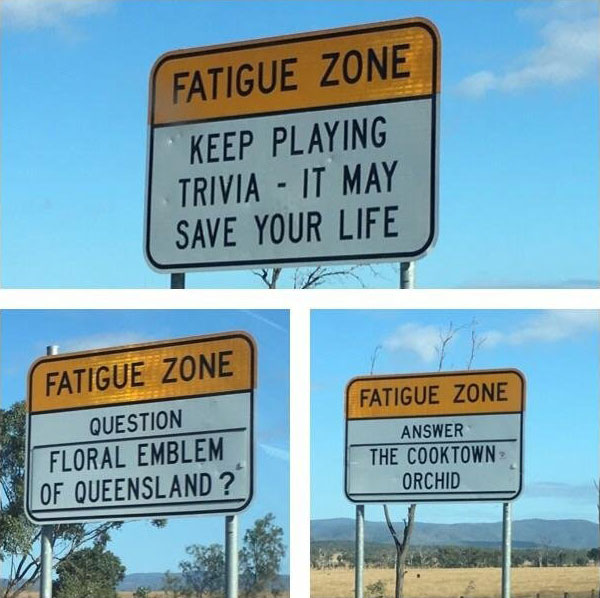 FATIGUE ZONE
KEEP PLAYING
TRIVIA - IT MAY
SAVE YOUR LIFE
FATIGUE ZONE
QUESTION
FLORAL EMBLEM
OF QUEENSLAND?
FATIGUE ZONE
ANSWER
THE COOKTOWN
ORCHID